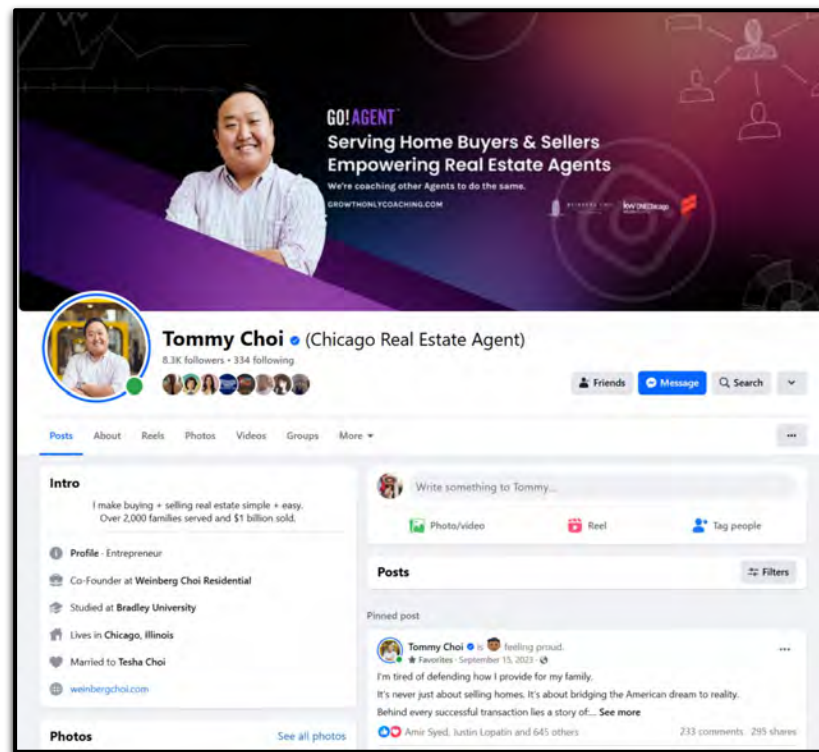 GO!AGENT
Serving Home Buyers & Sellers
Empowering Real Estate Agents
We're coaching other Agents to do the same.
GROWTHONLYCOACHING.COM
kw ONEChicago
Tommy Choi (Chicago Real Estate Agent)
8.3K followers • 334 following
Friends
Message
Search
Posts About Reels Photos Videos Groups More
Intro
I make buying + selling real estate simple + easy.
Over 2,000 families served and $1 billion sold.
Profile · Entrepreneur
Co-Founder at Weinberg Choi Residential
Studied at Bradley University
Lives in Chicago, Illinois
Married to Tesha Choi
weinbergchoi.com
Photos
See all photos
Write something to Tommy...
Photo/video
Reel
Tag people
Posts
Filters
Pinned post
Tommy Choi is feeling proud.
Favorites · September 15, 2023 ·
I'm tired of defending how I provide for my family.
It's never just about selling homes. It's about bridging the American dream to reality.
Behind every successful transaction lies a story of:... See more
Amir Syed, Justin Lopatin and 645 others
233 comments 295 shares